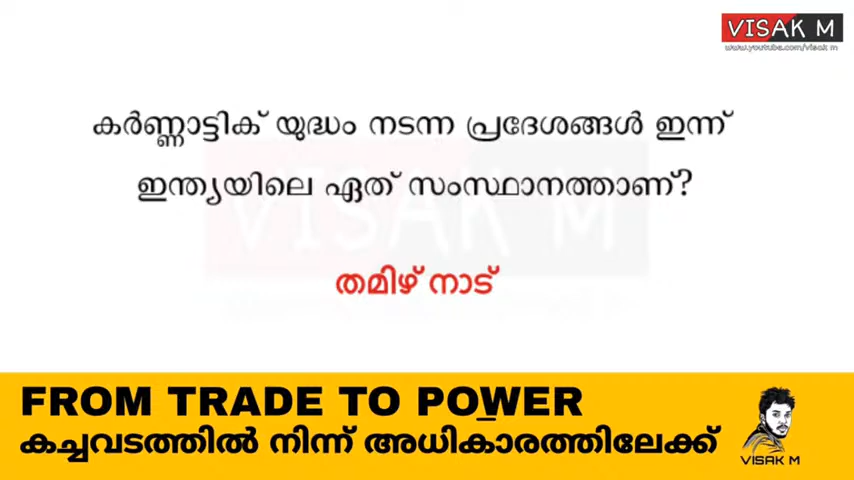 VISAK M
www.youtube.com/visak m
കർണ്ണാട്ടിക് യുദ്ധം നടന്ന പ്രദേശങ്ങൾ ഇന്ന്
ഇന്ത്യയിലെ ഏത് സംസ്ഥാനത്താണ്?
VISAK M
തമിഴ് നാട്
FROM TRADE TO POWER
കച്ചവടത്തിൽ നിന്ന് അധികാരത്തിലേക്ക്
VISAK M